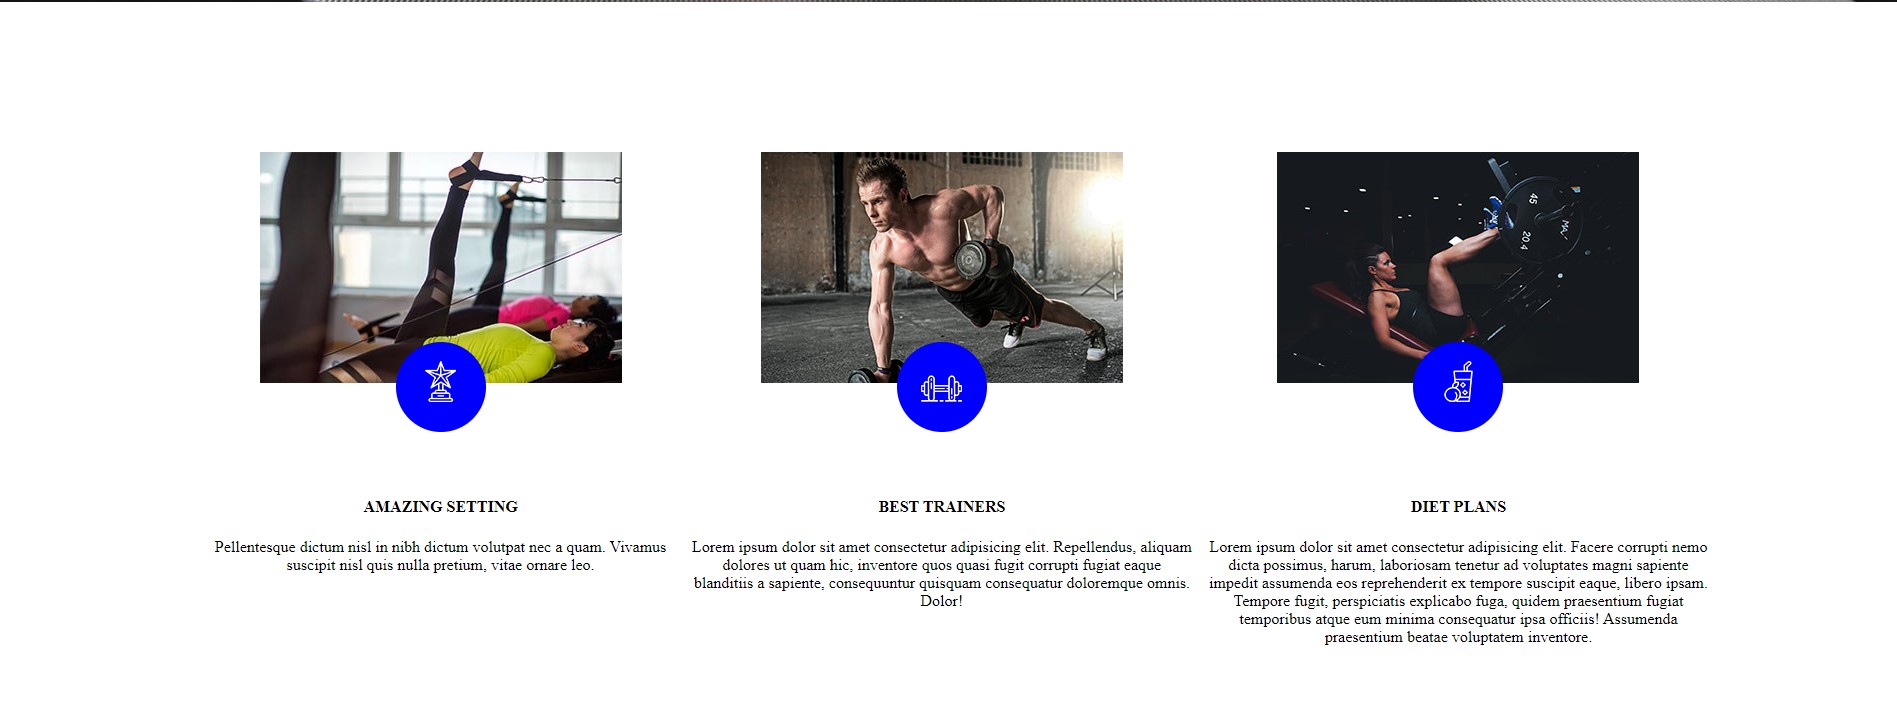 45
20.4
AMAZING SETTING
Pellentesque dictum nisl in nibh dictum volutpat nec a quam. Vivamus
suscipit nisl quis nulla pretium, vitae ornare leo.
BEST TRAINERS
Lorem ipsum dolor sit amet consectetur adipisicing elit. Repellendus, aliquam
dolores ut quam hic, inventore quos quasi fugit corrupti fugiat eaque
blanditiis a sapiente, consequuntur quisquam consequatur doloremque omnis.
Dolor!
DIET PLANS
Lorem ipsum dolor sit amet consectetur adipisicing elit. Facere corrupti nemo
dicta possimus, harum, laboriosam tenetur ad voluptates magni sapiente
impedit assumenda eos reprehenderit ex tempore suscipit eaque, libero ipsam.
Tempore fugit, perspiciatis explicabo fuga, quidem praesentium fugiat
temporibus atque eum minima consequatur ipsa officiis! Assumenda
praesentium beatae voluptatem inventore.